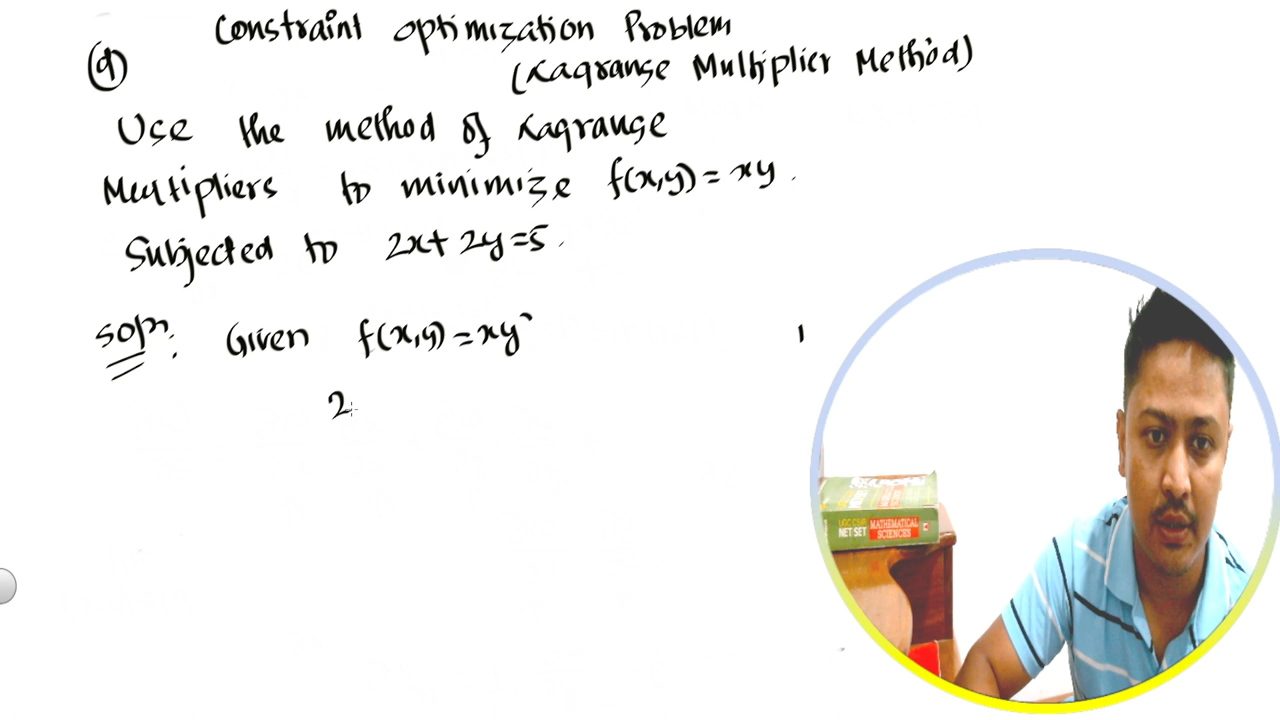 Constraint optimization Problem
(q)
(Lagrange Multiplier Method)
Use the method of Lagrange
Multipliers to minimize f(x,y) = xy.
Subjected to 2x + 2y = 5.
Soln: Given f(x,y) = xy
2
UGC CSIR
NET SET
MATHEMATICAL
SCIENCES